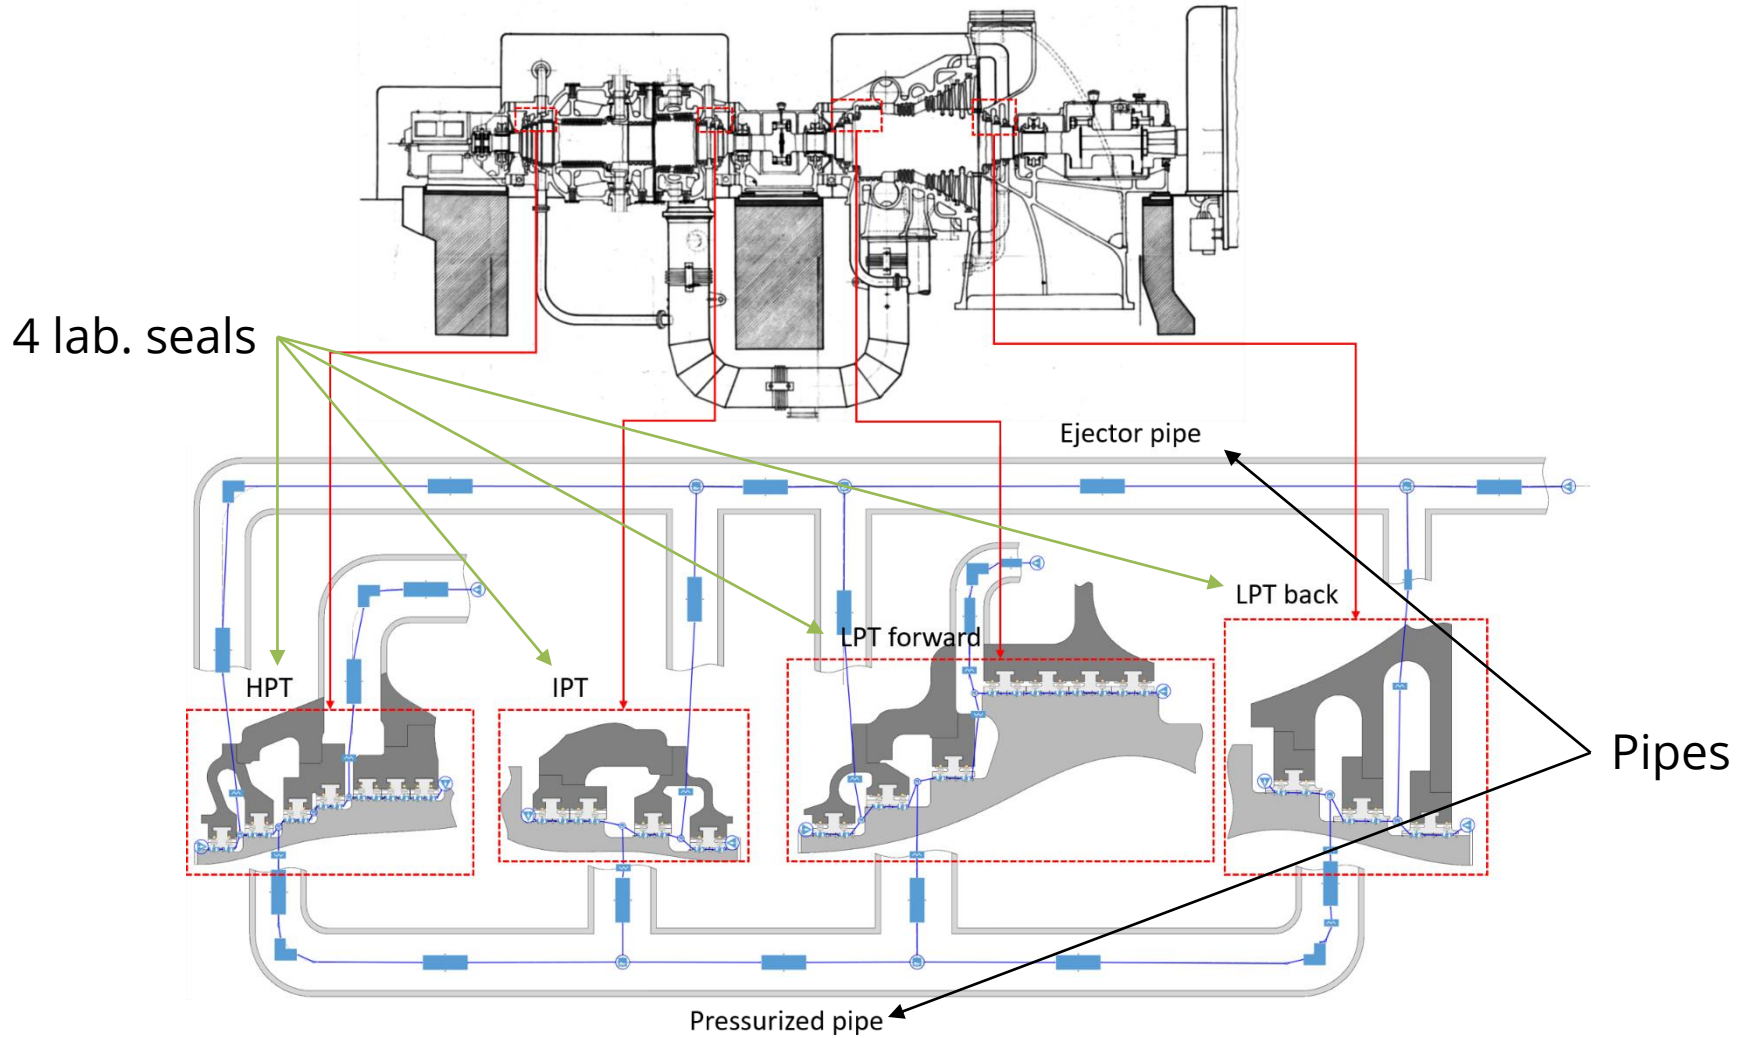 4 lab. seals
Ejector pipe
LPT back
LPT forward
HPT
IPT
Pipes
Pressurized pipe